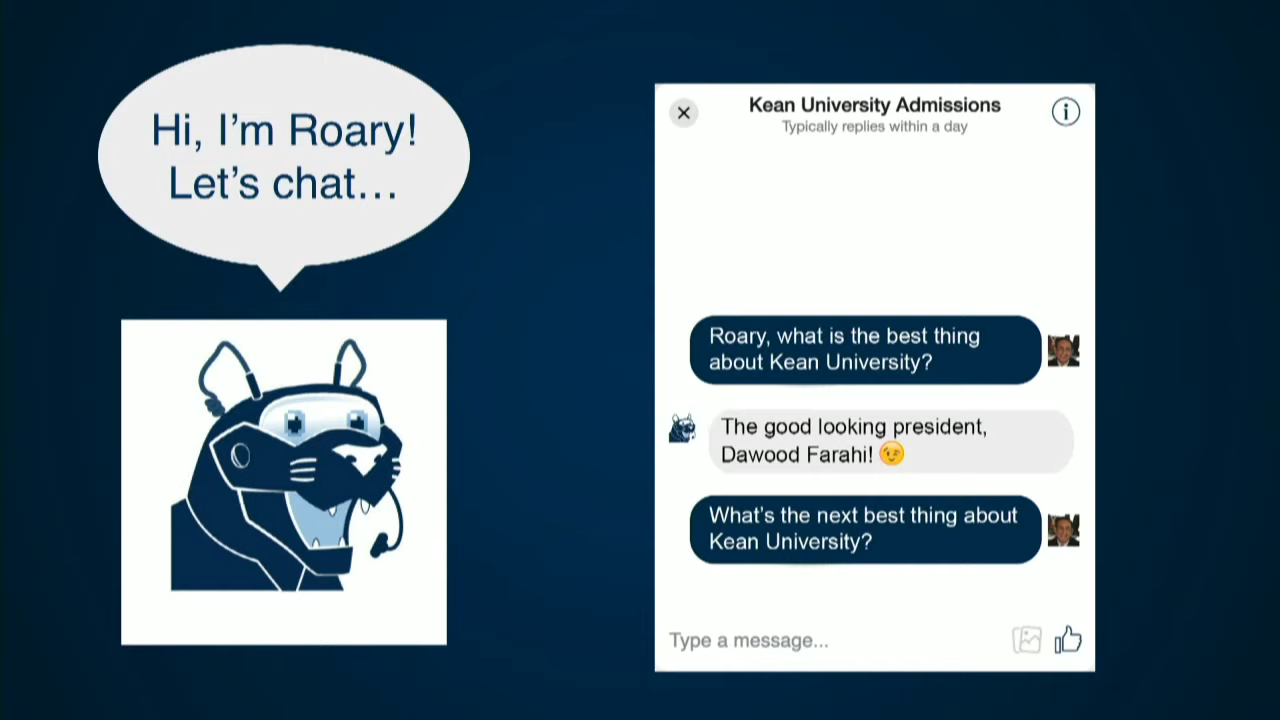 Hi, I'm Roary!
Let's chat...
Kean University Admissions
Typically replies within a day
Roary, what is the best thing
about Kean University?
The good looking president,
Dawood Farahi! 😉
What's the next best thing about
Kean University?
Type a message...